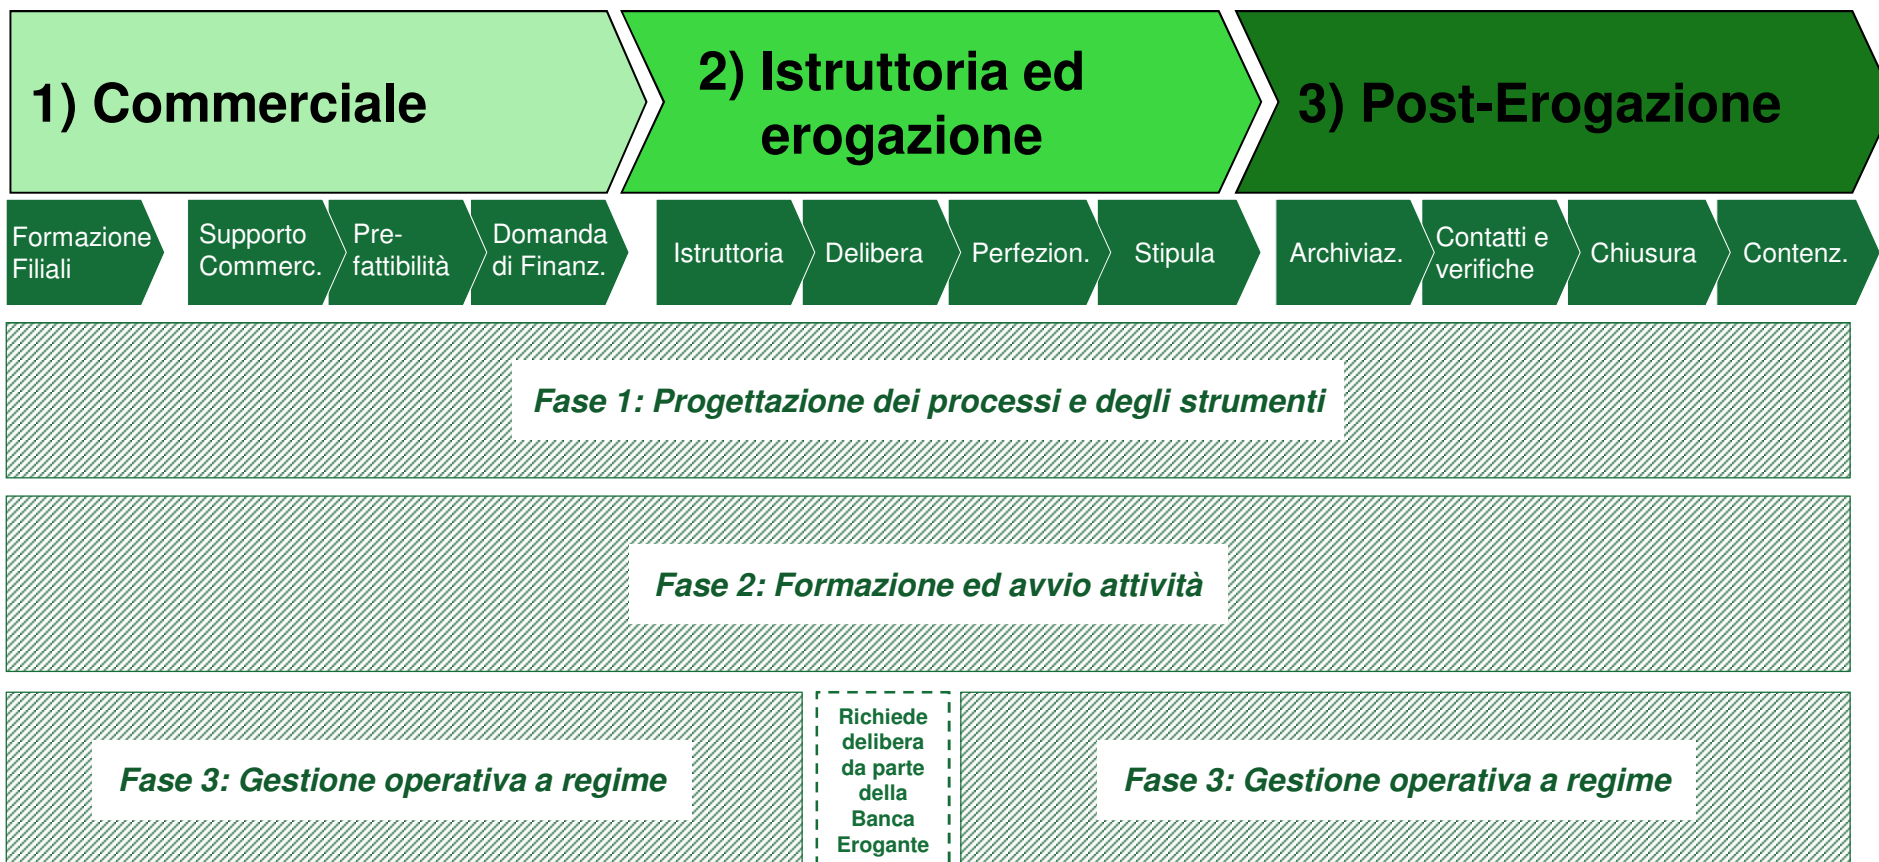 1) Commerciale
2) Istruttoria ed
erogazione
3) Post-Erogazione
Formazione
Filiali
Supporto
Commerc.
Pre-
fattibilità
Domanda
di Finanz.
Istruttoria
Delibera
Perfezion.
Stipula
Archiviaz.
Contatti e
verifiche
Chiusura
Contenz.
Fase 1: Progettazione dei processi e degli strumenti
Fase 2: Formazione ed avvio attività
Fase 3: Gestione operativa a regime
Richiede
delibera
da parte
della
Banca
Erogante
Fase 3: Gestione operativa a regime